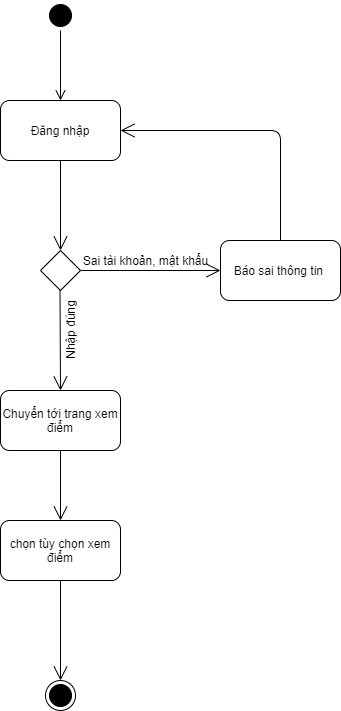 Đăng nhập
Sai tài khoản, mật khẩu
Báo sai thông tin
Nhập đúng
Chuyển tới trang xem
điểm
chọn tùy chọn xem
điểm